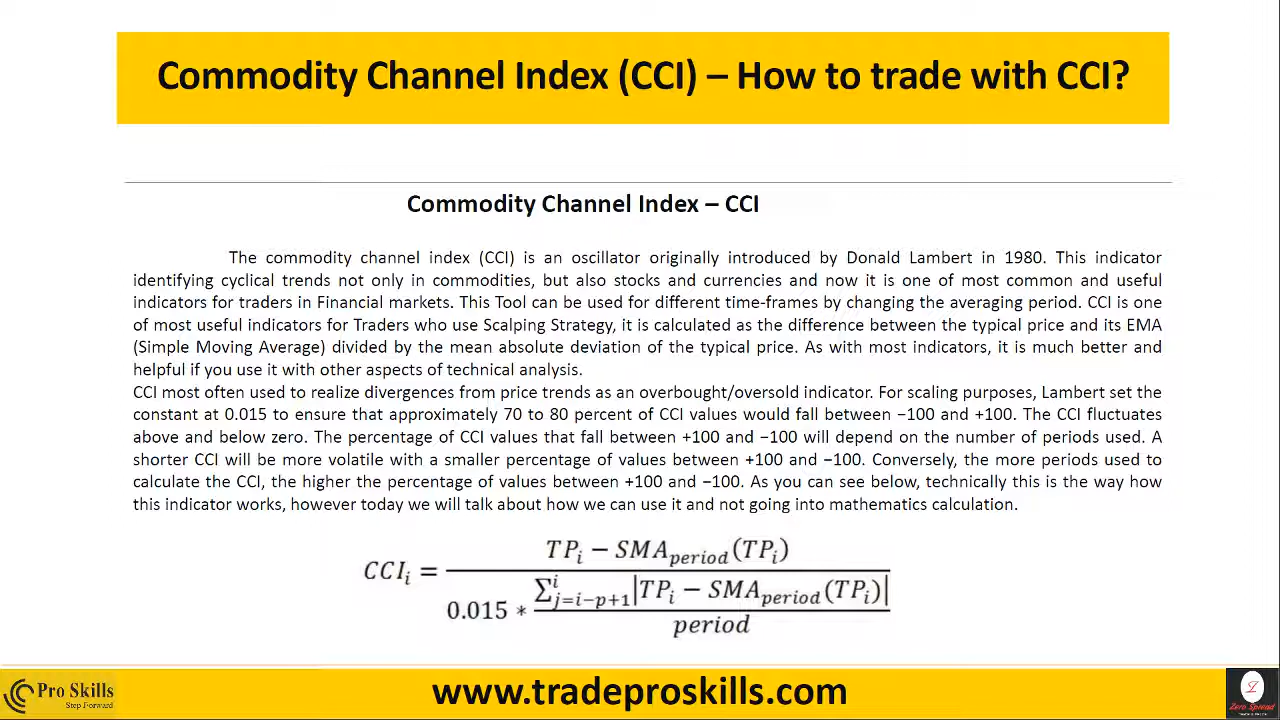 Commodity Channel Index (CCI) – How to trade with CCI?
Commodity Channel Index – CCI
The commodity channel index (CCI) is an oscillator originally introduced by Donald Lambert in 1980. This indicator
identifying cyclical trends not only in commodities, but also stocks and currencies and now it is one of most common and useful
indicators for traders in Financial markets. This Tool can be used for different time-frames by changing the averaging period. CCI is one
of most useful indicators for Traders who use Scalping Strategy, it is calculated as the difference between the typical price and its EMA
(Simple Moving Average) divided by the mean absolute deviation of the typical price. As with most indicators, it is much better and
helpful if you use it with other aspects of technical analysis.
CCI most often used to realize divergences from price trends as an overbought/oversold indicator. For scaling purposes, Lambert set the
constant at 0.015 to ensure that approximately 70 to 80 percent of CCI values would fall between −100 and +100. The CCI fluctuates
above and below zero. The percentage of CCI values that fall between +100 and −100 will depend on the number of periods used. A
shorter CCI will be more volatile with a smaller percentage of values between +100 and −100. Conversely, the more periods used to
calculate the CCI, the higher the percentage of values between +100 and −100. As you can see below, technically this is the way how
this indicator works, however today we will talk about how we can use it and not going into mathematics calculation.
TPᵢ − SMA_period(TPᵢ)
CCIᵢ =
0.015 * ∑ⁱ_j=i−p+1|TPᵢ − SMA_period(TPᵢ)|
period
Pro Skills
Step Forward
www.tradeproskills.com
Z
Zero Spread